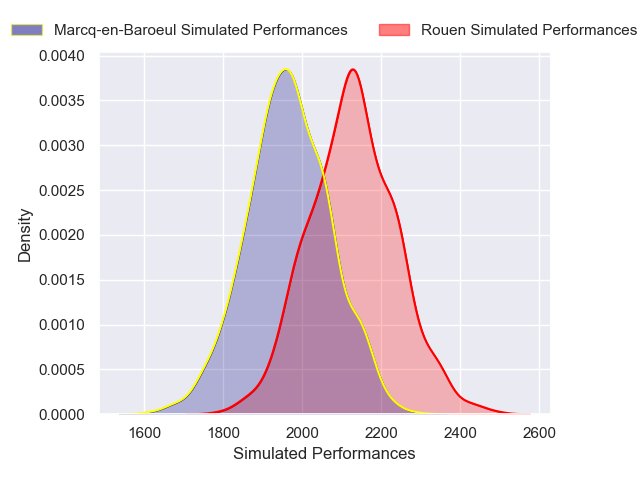 Marcq-en-Baroeul Simulated Performances Rouen Simulated Performances
0.0040
0.0035
0.0030
0.0025
0.0020
0.0015
0.0010
0.0005
0.0000
Density
1600 1800 2000 2200 2400 2600
Simulated Performances